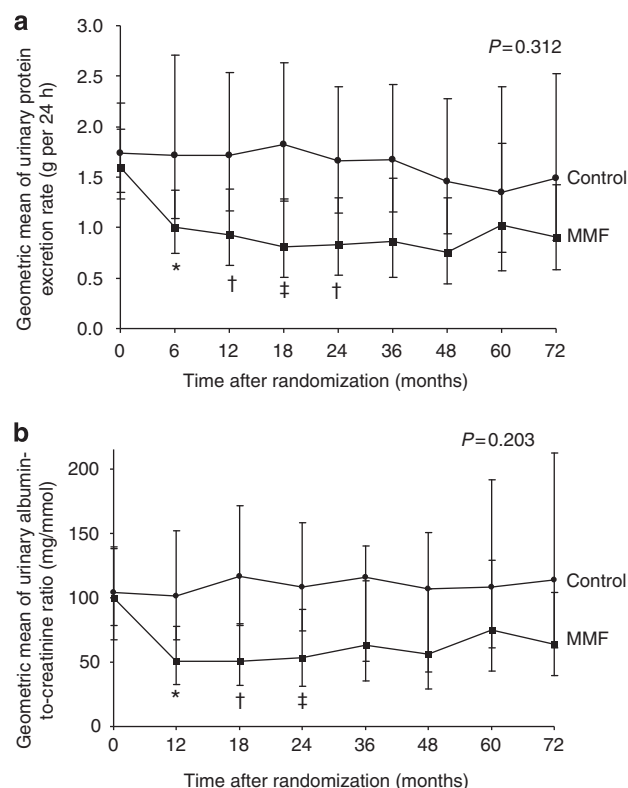 a
P=0.312
Geometric mean of urinary protein
excretion rate (g per 24 h)
3.0
2.5
2.0
1.5
1.0
0.5
0.0
Control
MMF
* † ‡ †
0 6 12 18 24 36 48 60 72
Time after randomization (months)
b
P=0.203
Geometric mean of urinary albumin-
to-creatinine ratio (mg/mmol)
200
150
100
50
0
Control
MMF
* † ‡
0 12 18 24 36 48 60 72
Time after randomization (months)